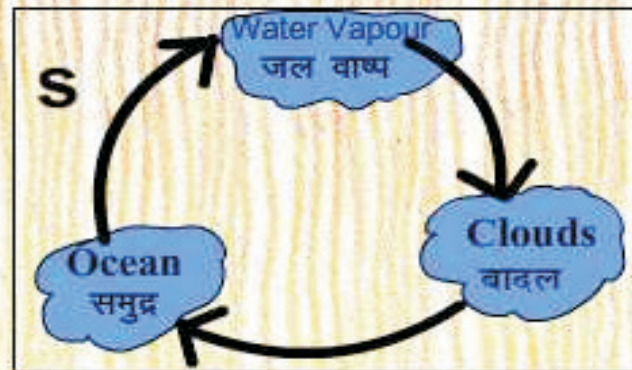 Water Vapour
जल वाष्प
S
Clouds
बादल
Ocean
समुद्र